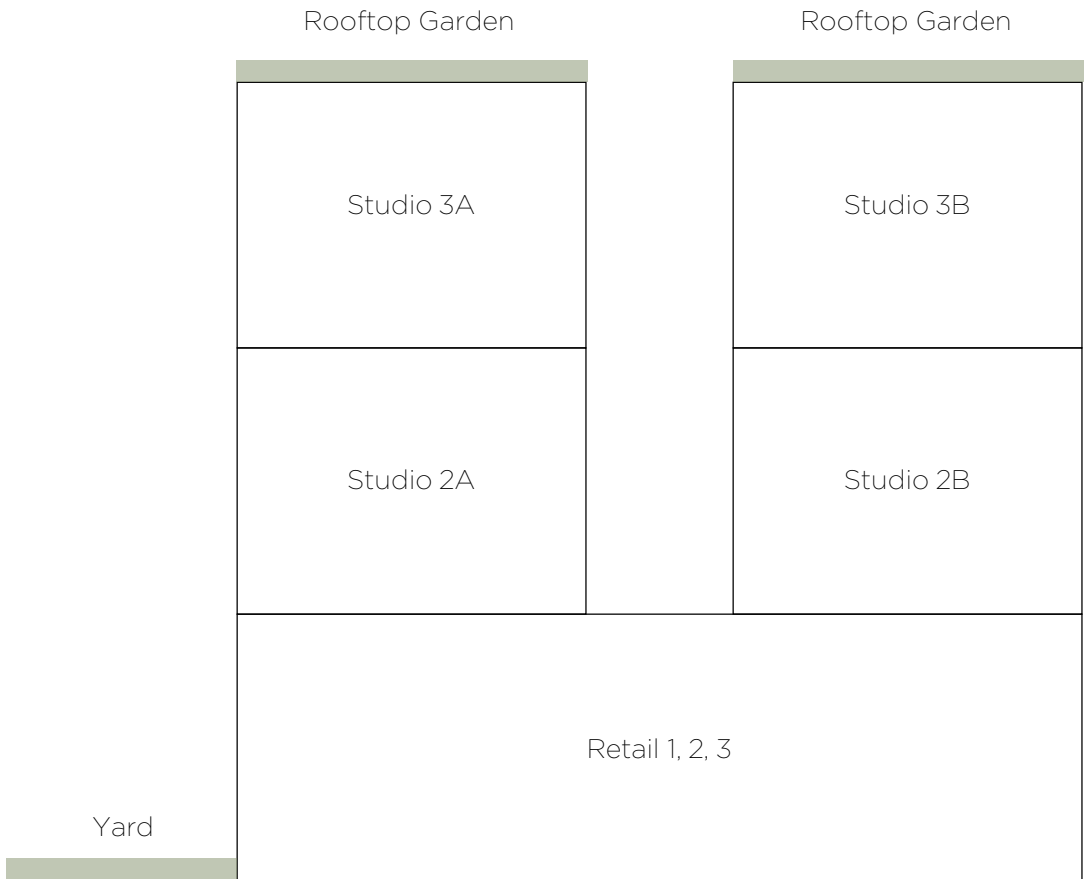 Rooftop Garden
Rooftop Garden
Studio 3A
Studio 3B
Studio 2A
Studio 2B
Retail 1, 2, 3
Yard